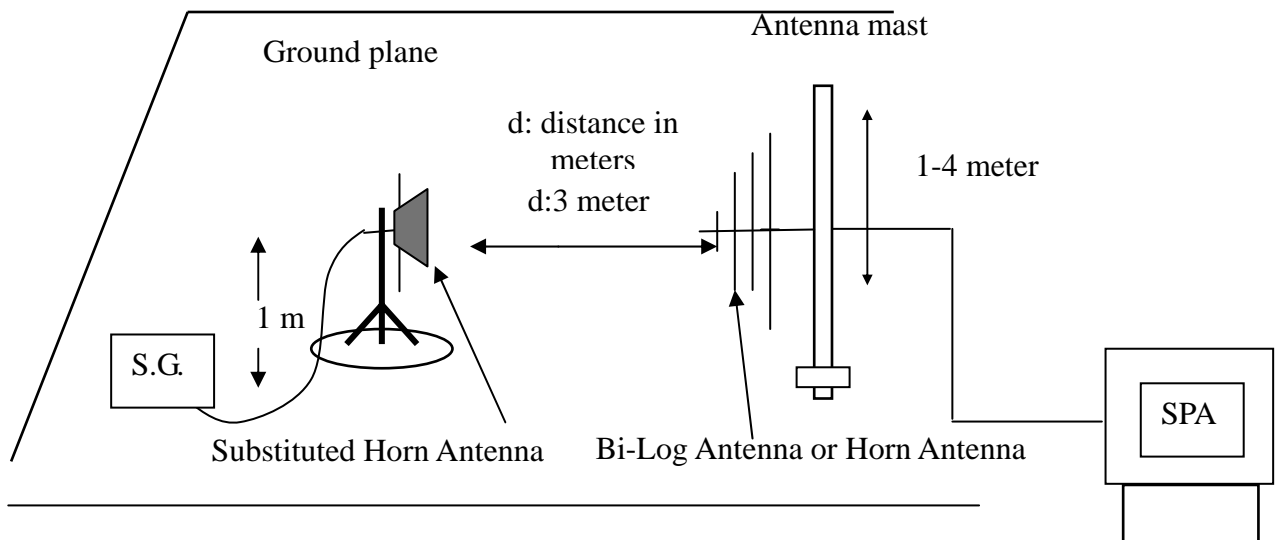 Antenna mast
Ground plane
d: distance in
meters
d:3 meter
1-4 meter
1 m
S.G.
SPA
Substituted Horn Antenna
Bi-Log Antenna or Horn Antenna